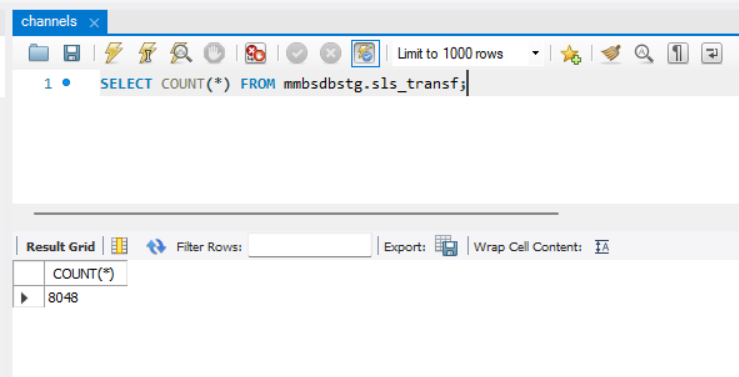 channels
Limit to 1000 rows
1 SELECT COUNT(*) FROM mmbsdbstg.sls_transf;
Result Grid Filter Rows: Export: Wrap Cell Content:
COUNT(*)
8048